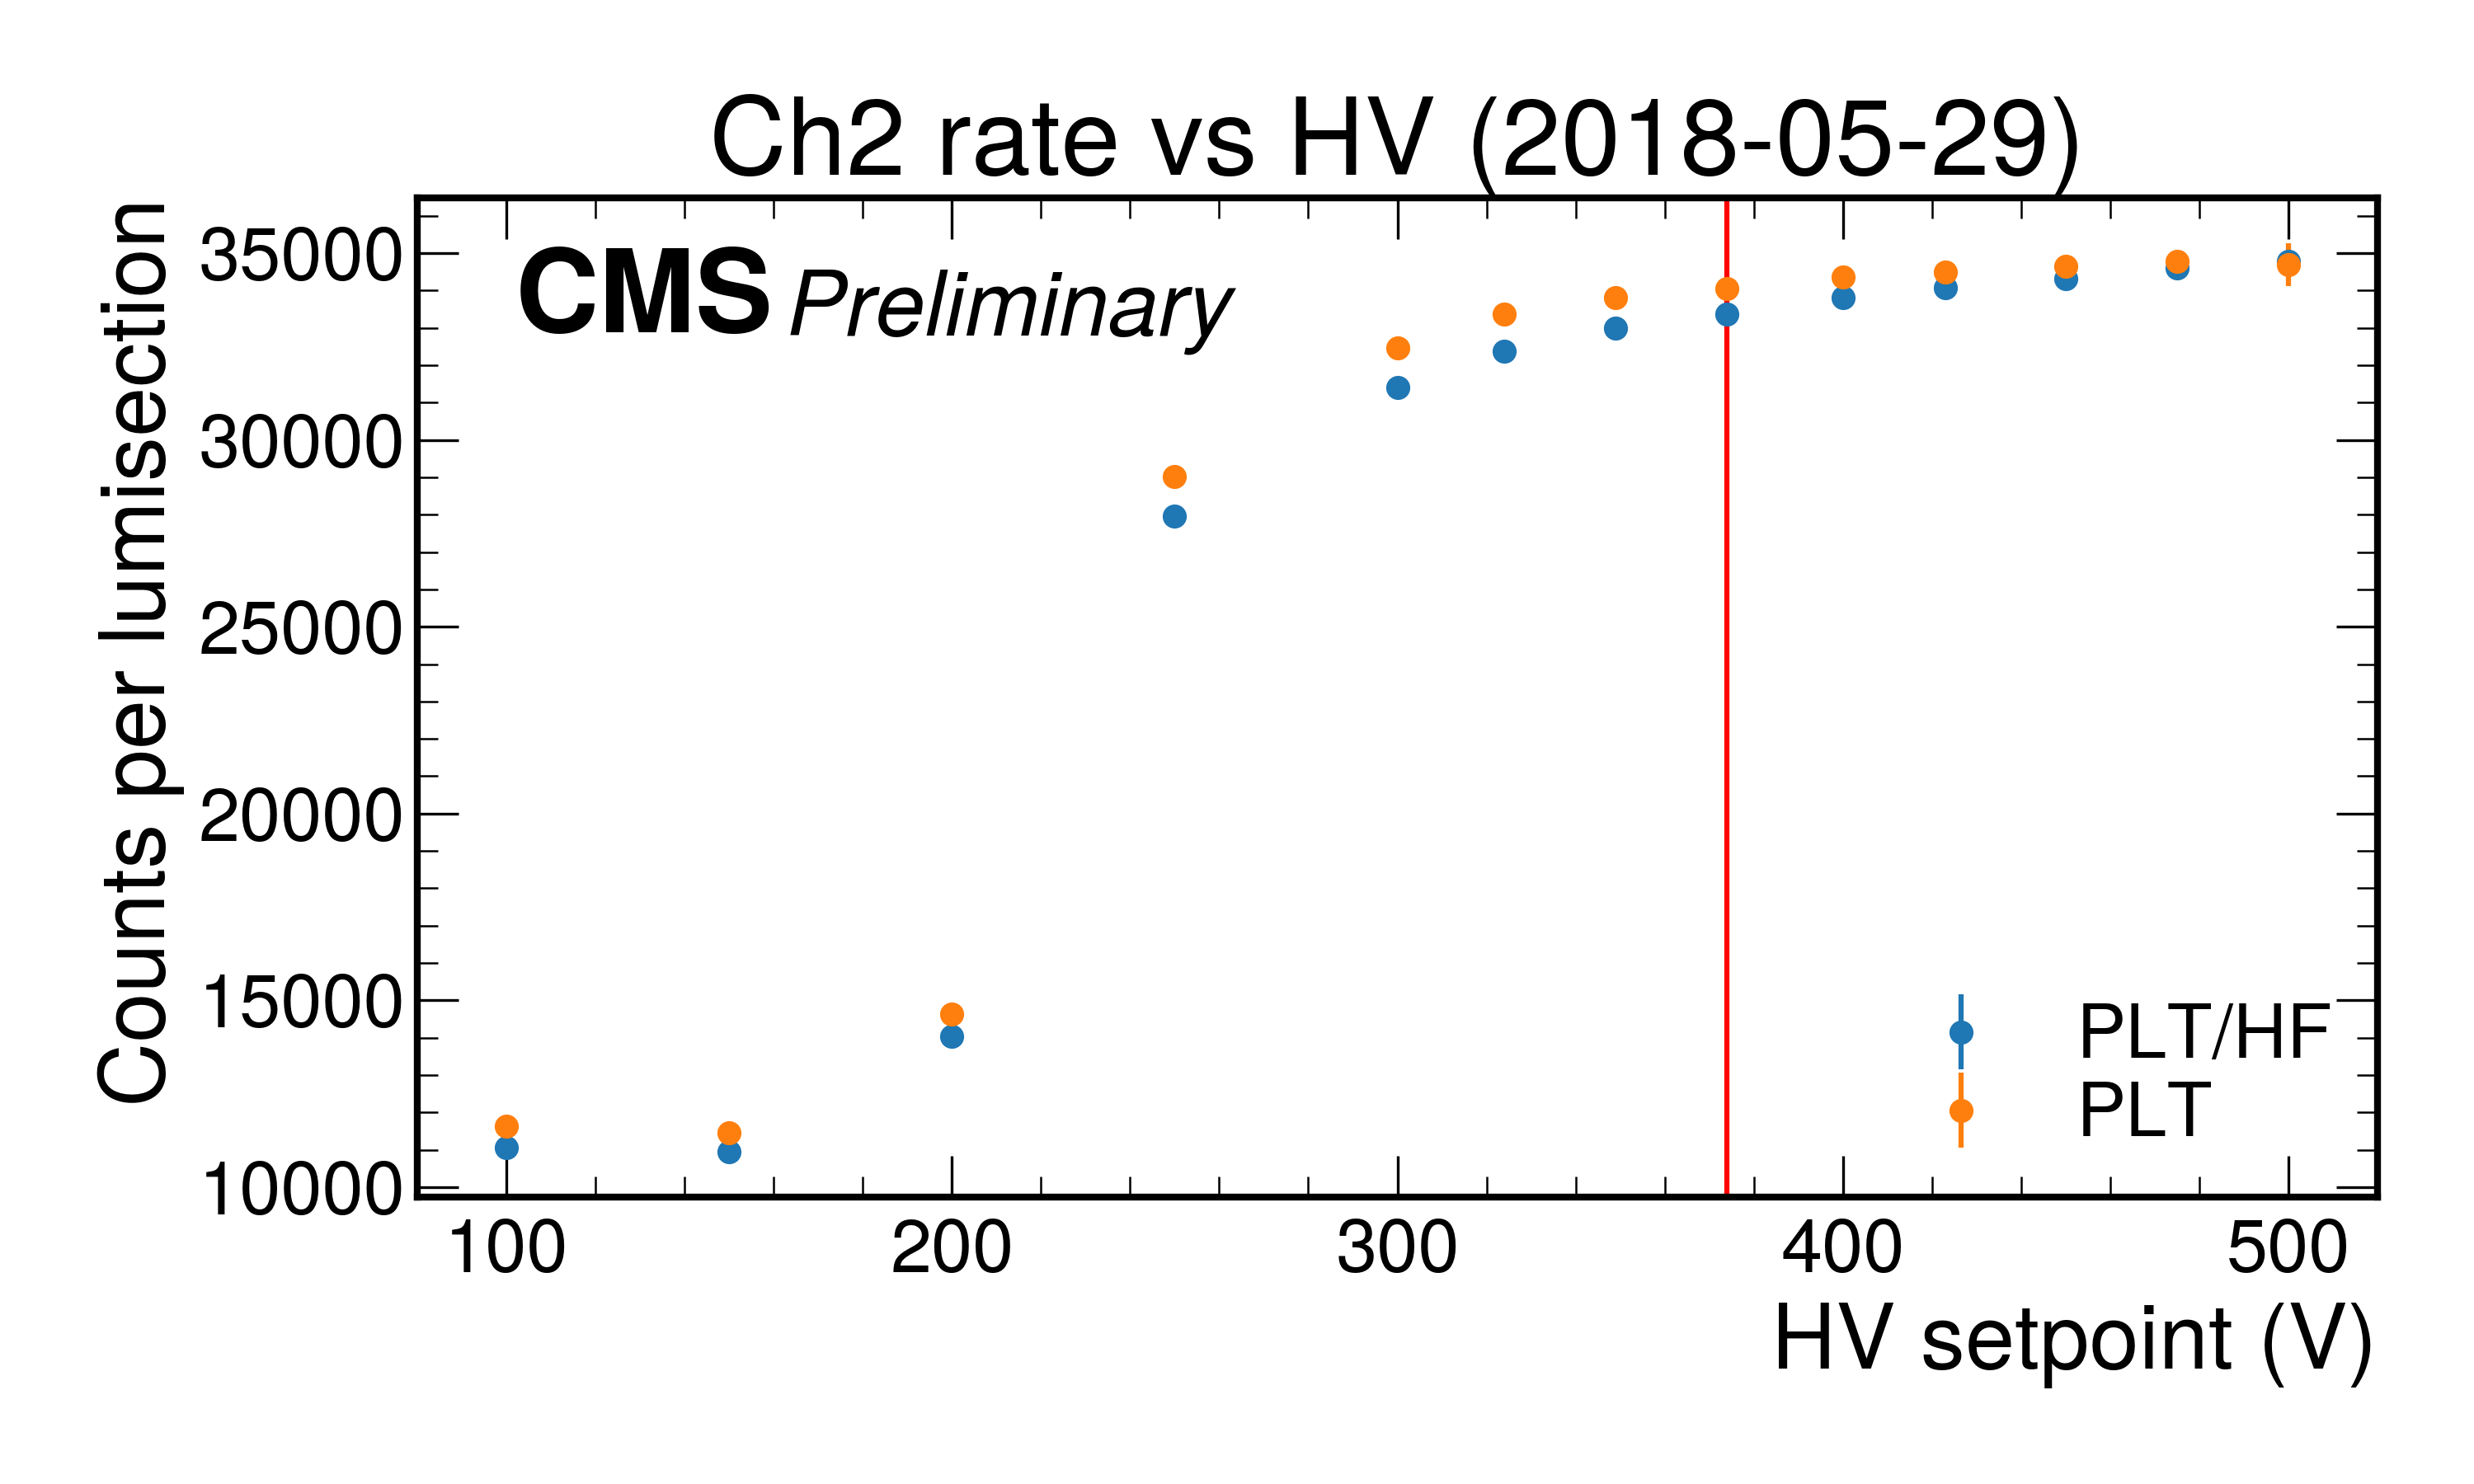 Ch2 rate vs HV (2018-05-29)
CMS Preliminary
Counts per lumisection
35000
30000
25000
20000
15000
10000
PLT/HF
PLT
100 200 300 400 500
HV setpoint (V)